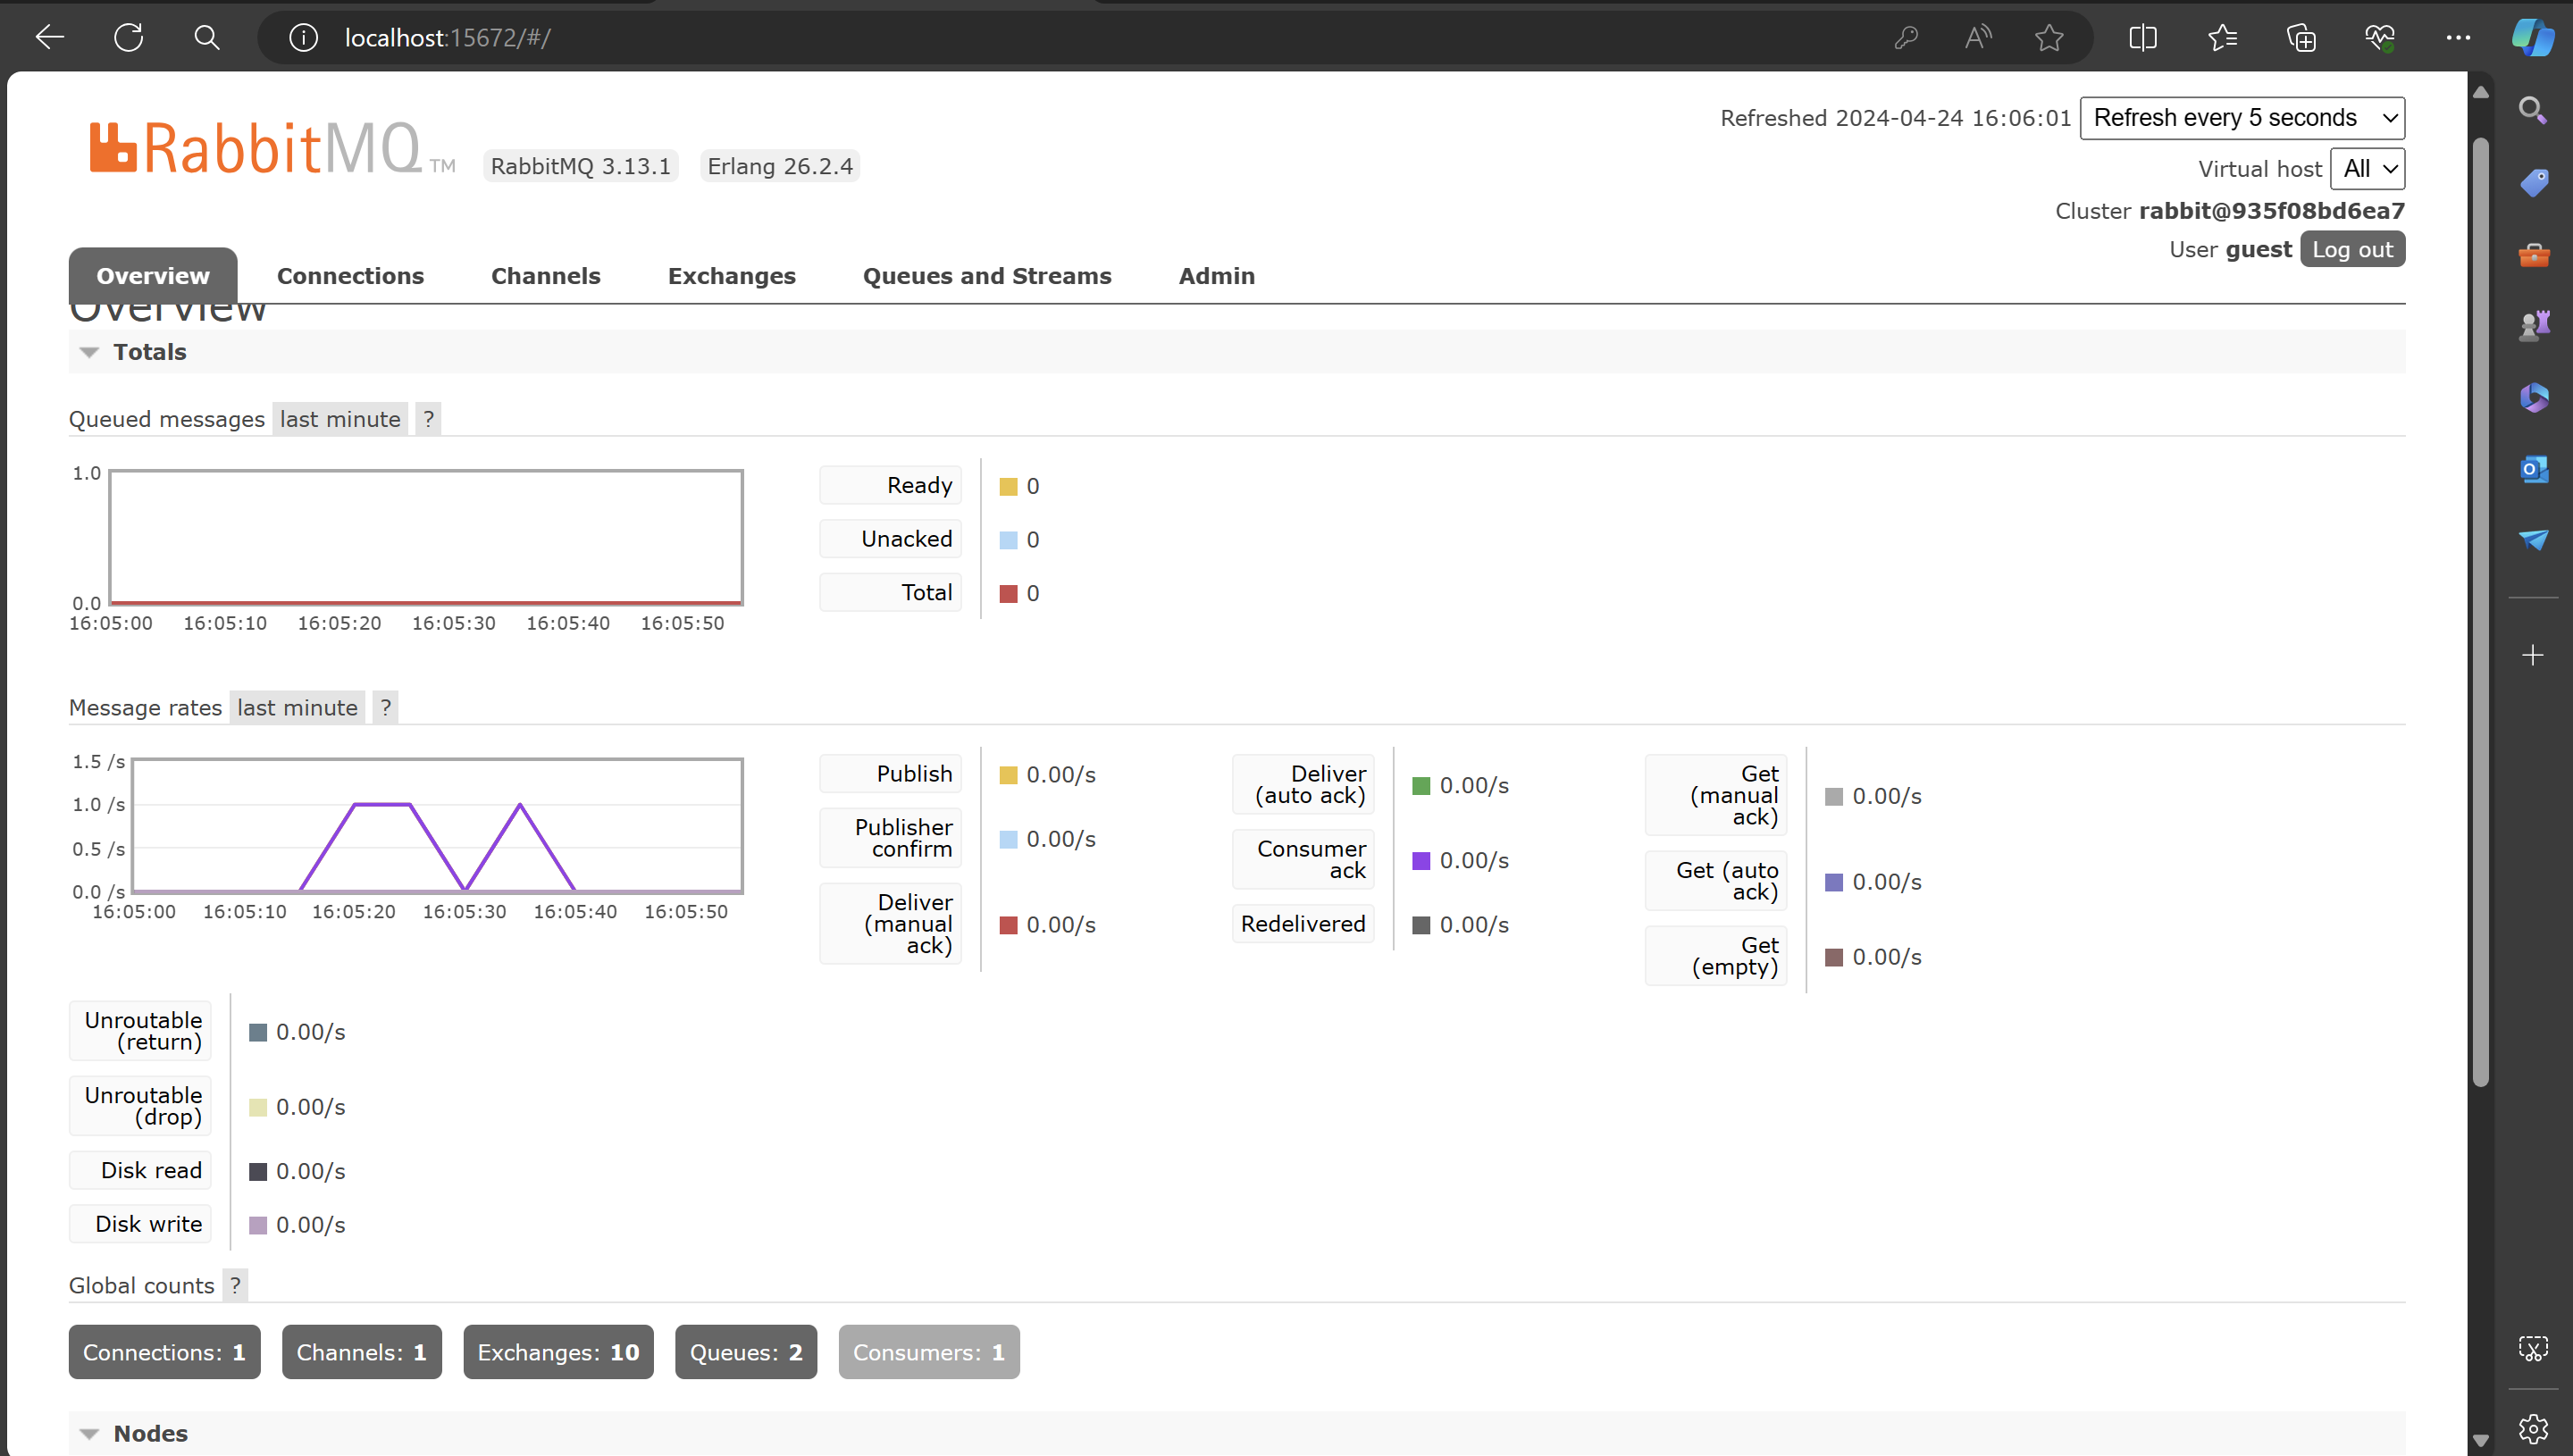 localhost:15672/#/
RabbitMQ™ RabbitMQ 3.13.1 Erlang 26.2.4
Refreshed 2024-04-24 16:06:01 Refresh every 5 seconds
Virtual host All
Cluster rabbit@935f08bd6ea7
User guest Log out
Overview Connections Channels Exchanges Queues and Streams Admin
Overview
Totals
Queued messages last minute ?
1.0
0.0
16:05:00 16:05:10 16:05:20 16:05:30 16:05:40 16:05:50
Ready 0
Unacked 0
Total 0
Message rates last minute ?
1.5 /s
1.0 /s
0.5 /s
0.0 /s
16:05:00 16:05:10 16:05:20 16:05:30 16:05:40 16:05:50
Publish 0.00/s
Publisher
confirm 0.00/s
Deliver
(manual 0.00/s
ack)
Deliver
(auto ack) 0.00/s
Consumer
ack 0.00/s
Redelivered 0.00/s
Get
(manual 0.00/s
ack)
Get (auto
ack) 0.00/s
Get
(empty) 0.00/s
Unroutable
(return) 0.00/s
Unroutable
(drop) 0.00/s
Disk read 0.00/s
Disk write 0.00/s
Global counts ?
Connections: 1 Channels: 1 Exchanges: 10 Queues: 2 Consumers: 1
Nodes